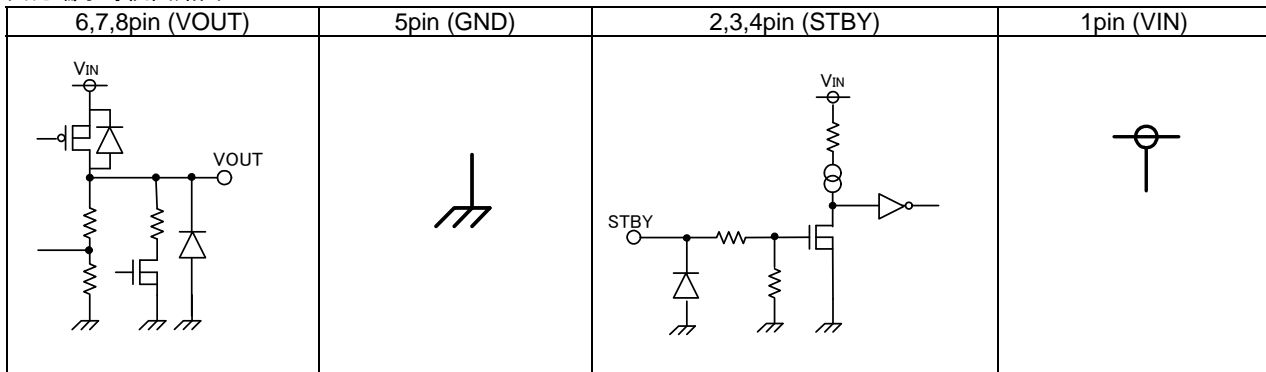 6,7,8pin (VOUT)
5pin (GND)
2,3,4pin (STBY)
1pin (VIN)
VIN
VOUT
VIN
STBY